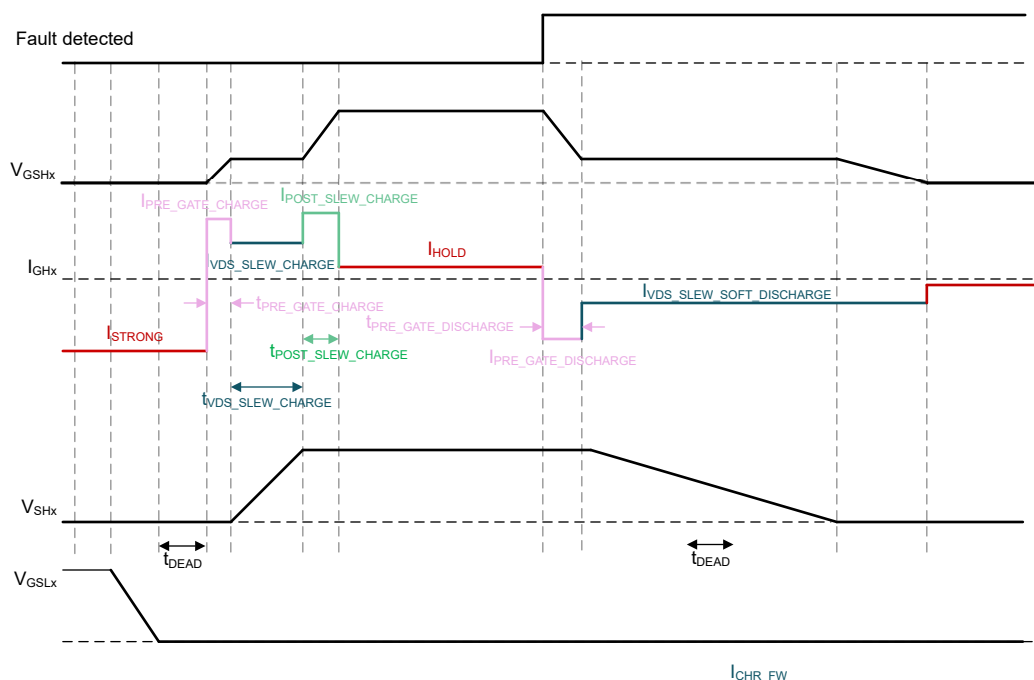 Fault detected
VGSHx
IPRE_GATE_CHARGE
IPOST_SLEW_CHARGE
IHOLD
IGHx
IVDS_SLEW_CHARGE
IVDS_SLEW_SOFT_DISCHARGE
tPRE_GATE_CHARGE
ISTRONG
tPRE_GATE_DISCHARGE
tPOST_SLEW_CHARGE
IPRE_GATE_DISCHARGE
tVDS_SLEW_CHARGE
VSHx
tDEAD
tDEAD
VGSLx
ICHR_FW